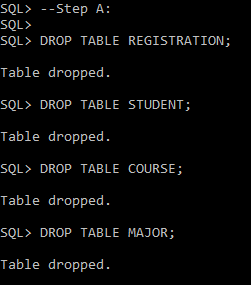 SQL> --Step A:
SQL>
SQL> DROP TABLE REGISTRATION;
Table dropped.
SQL> DROP TABLE STUDENT;
Table dropped.
SQL> DROP TABLE COURSE;
Table dropped.
SQL> DROP TABLE MAJOR;
Table dropped.